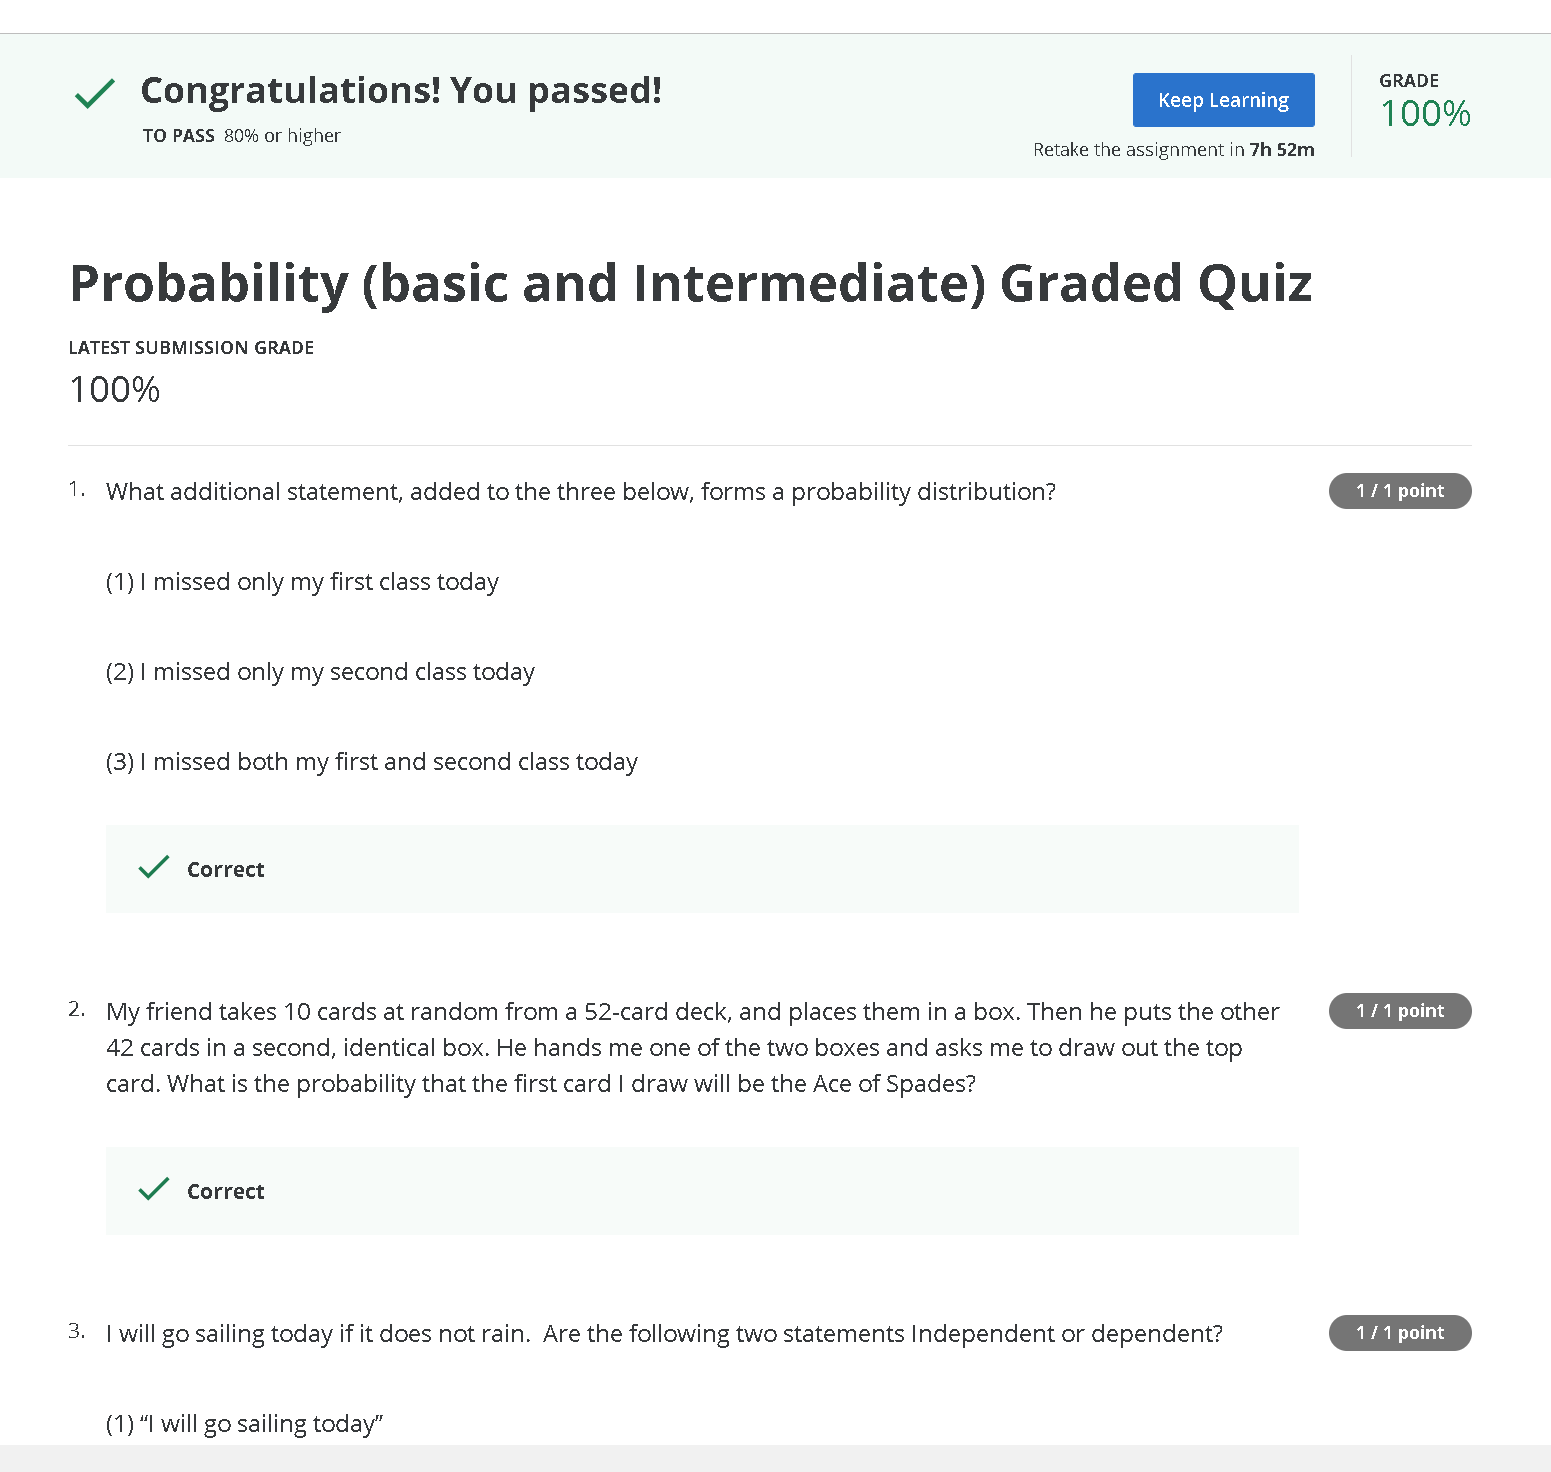 Congratulations! You passed!
TO PASS 80% or higher
Keep Learning
Retake the assignment in 7h 52m
GRADE
100%
Probability (basic and Intermediate) Graded Quiz
LATEST SUBMISSION GRADE
100%
1. What additional statement, added to the three below, forms a probability distribution?
1 / 1 point
(1) I missed only my first class today
(2) I missed only my second class today
(3) I missed both my first and second class today
Correct
2. My friend takes 10 cards at random from a 52-card deck, and places them in a box. Then he puts the other
42 cards in a second, identical box. He hands me one of the two boxes and asks me to draw out the top
card. What is the probability that the first card I draw will be the Ace of Spades?
1 / 1 point
Correct
3. I will go sailing today if it does not rain.  Are the following two statements Independent or dependent?
1 / 1 point
(1) “I will go sailing today”